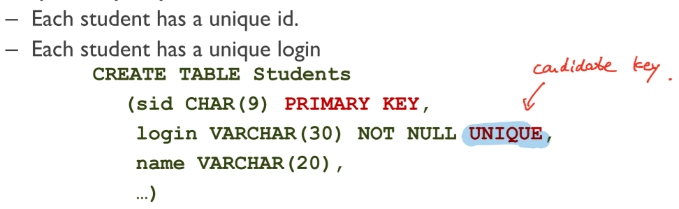 – Each student has a unique id.
– Each student has a unique login
candidate key.
CREATE TABLE Students
(sid CHAR(9) PRIMARY KEY,
login VARCHAR(30) NOT NULL UNIQUE,
name VARCHAR(20),
…)